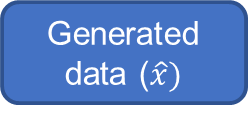 Generated
data (x̂)